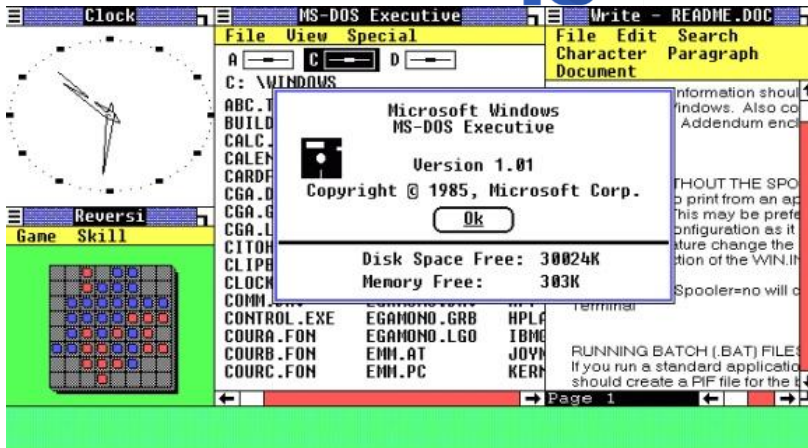 Clock
MS-DOS Executive
File View Special
A C D
C: \WINDOWS
ABC.T
BUILD
CALC.
CALEN
CARDF
CGA.D
CGA.G
CGA.L
CITOH
CLIPB
CLOCK
COMM.
CONTROL.EXE EGAMONO.GRB HPLA
COURA.FON EGAMONO.LGO IBMG
COURB.FON EMM.AT JOYM
COURC.FON EMM.PC KERN
Microsoft Windows
MS-DOS Executive
Version 1.01
Copyright © 1985, Microsoft Corp.
Ok
Disk Space Free: 30024K
Memory Free: 303K
Write - README.DOC
File Edit Search
Character Paragraph
Document
nformation shoul
Windows. Also co
Addendum encl
THOUT THE SPO
print from an ap
his may be prefe
onfiguration as it
ature change the
ction of the WIN.IN
Spooler=no will c
Terminal
RUNNING BATCH (.BAT) FILES
If you run a standard applicatio
should create a PIF file for the b
Page 1
Reversi
Game Skill